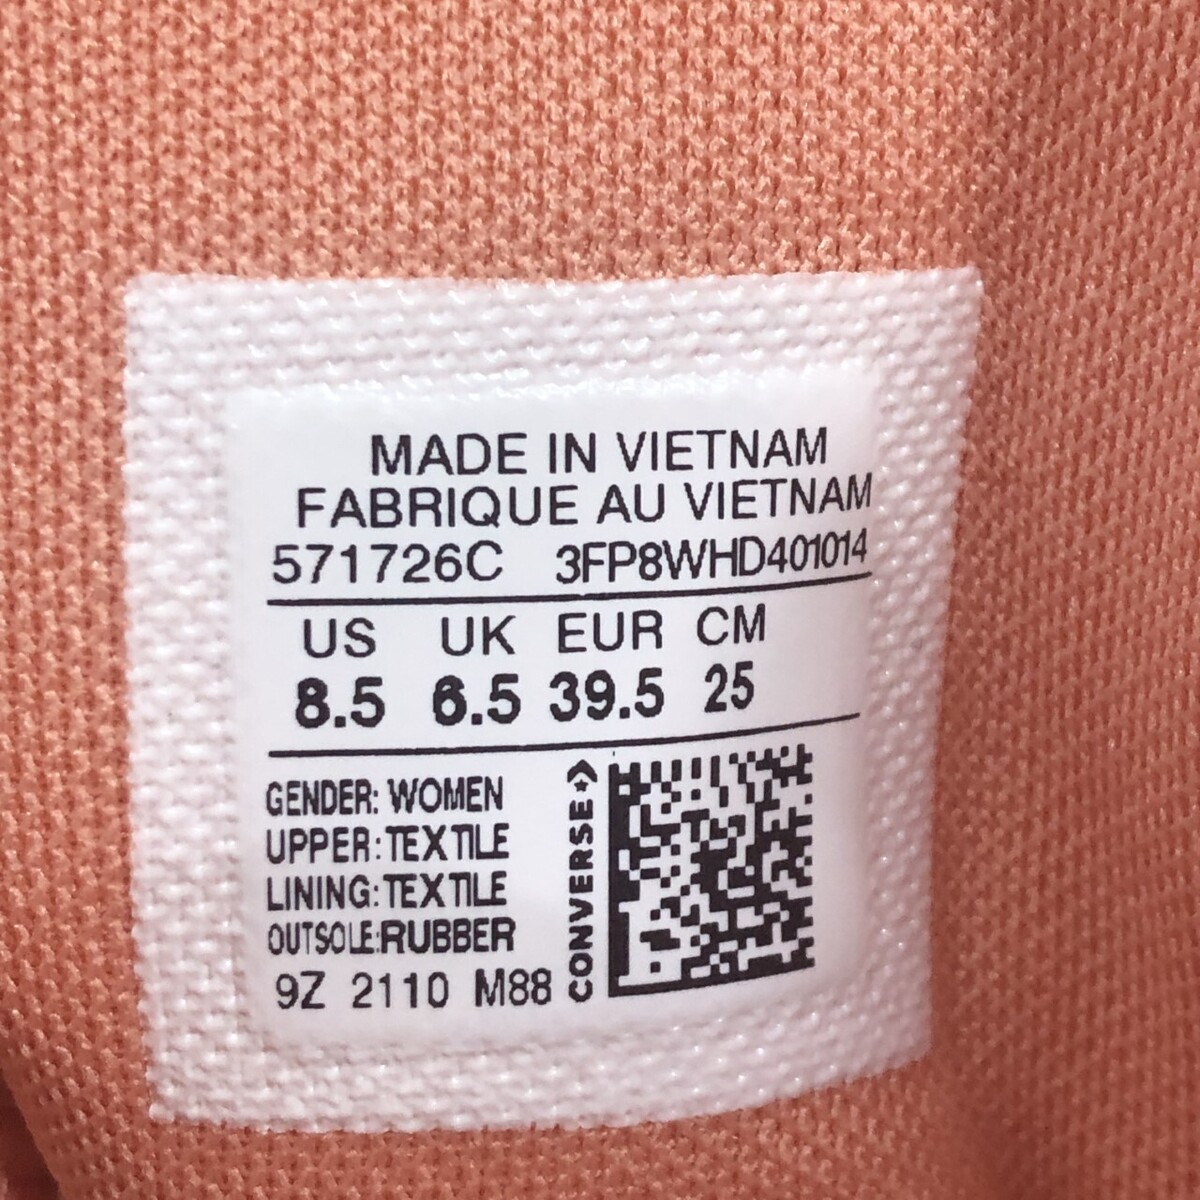 MADE IN VIETNAM
FABRIQUE AU VIETNAM
571726C 3FP8WHD401014
US UK EUR CM
8.5 6.5 39.5 25
GENDER: WOMEN
UPPER: TEXTILE
LINING: TEXTILE
OUTSOLE:RUBBER
9Z 2110 M88
CONVERSE